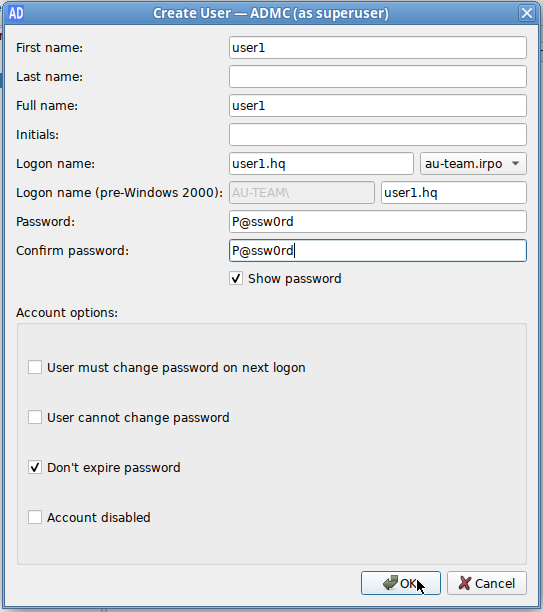 AD Create User — ADMC (as superuser)
First name: user1
Last name:
Full name: user1
Initials:
Logon name: user1.hq au-team.irpo
Logon name (pre-Windows 2000): AU-TEAM\ user1.hq
Password: P@ssw0rd
Confirm password: P@ssw0rd
Show password
Account options:
User must change password on next logon
User cannot change password
Don't expire password
Account disabled
OK Cancel